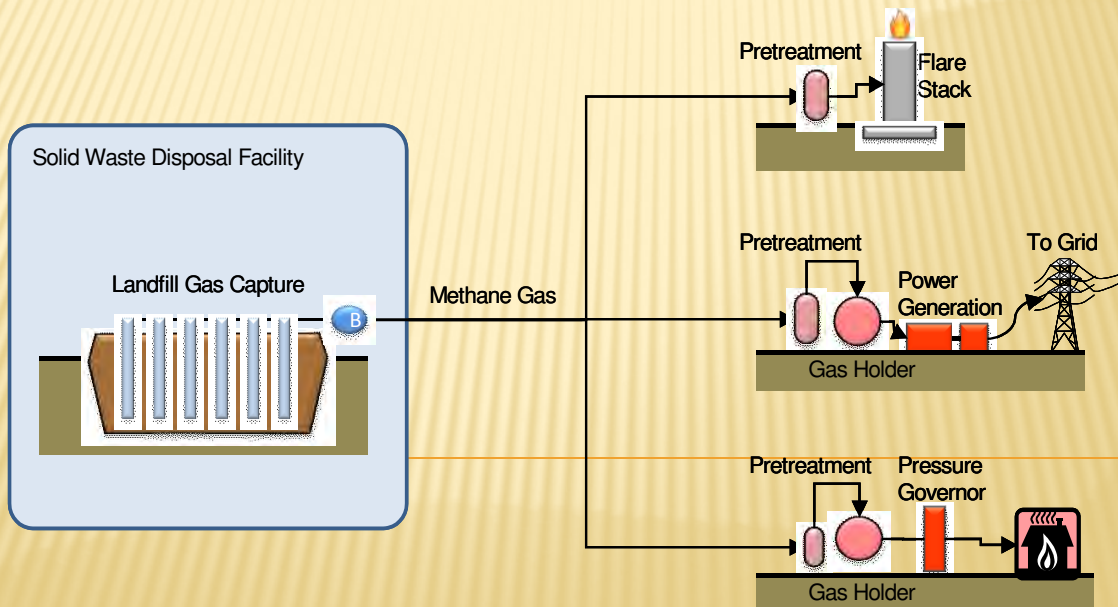 Solid Waste Disposal Facility
Landfill Gas Capture
B
Methane Gas
Pretreatment
Flare
Stack
Pretreatment
Power
Generation
To Grid
Gas Holder
Pretreatment
Pressure
Governor
Gas Holder